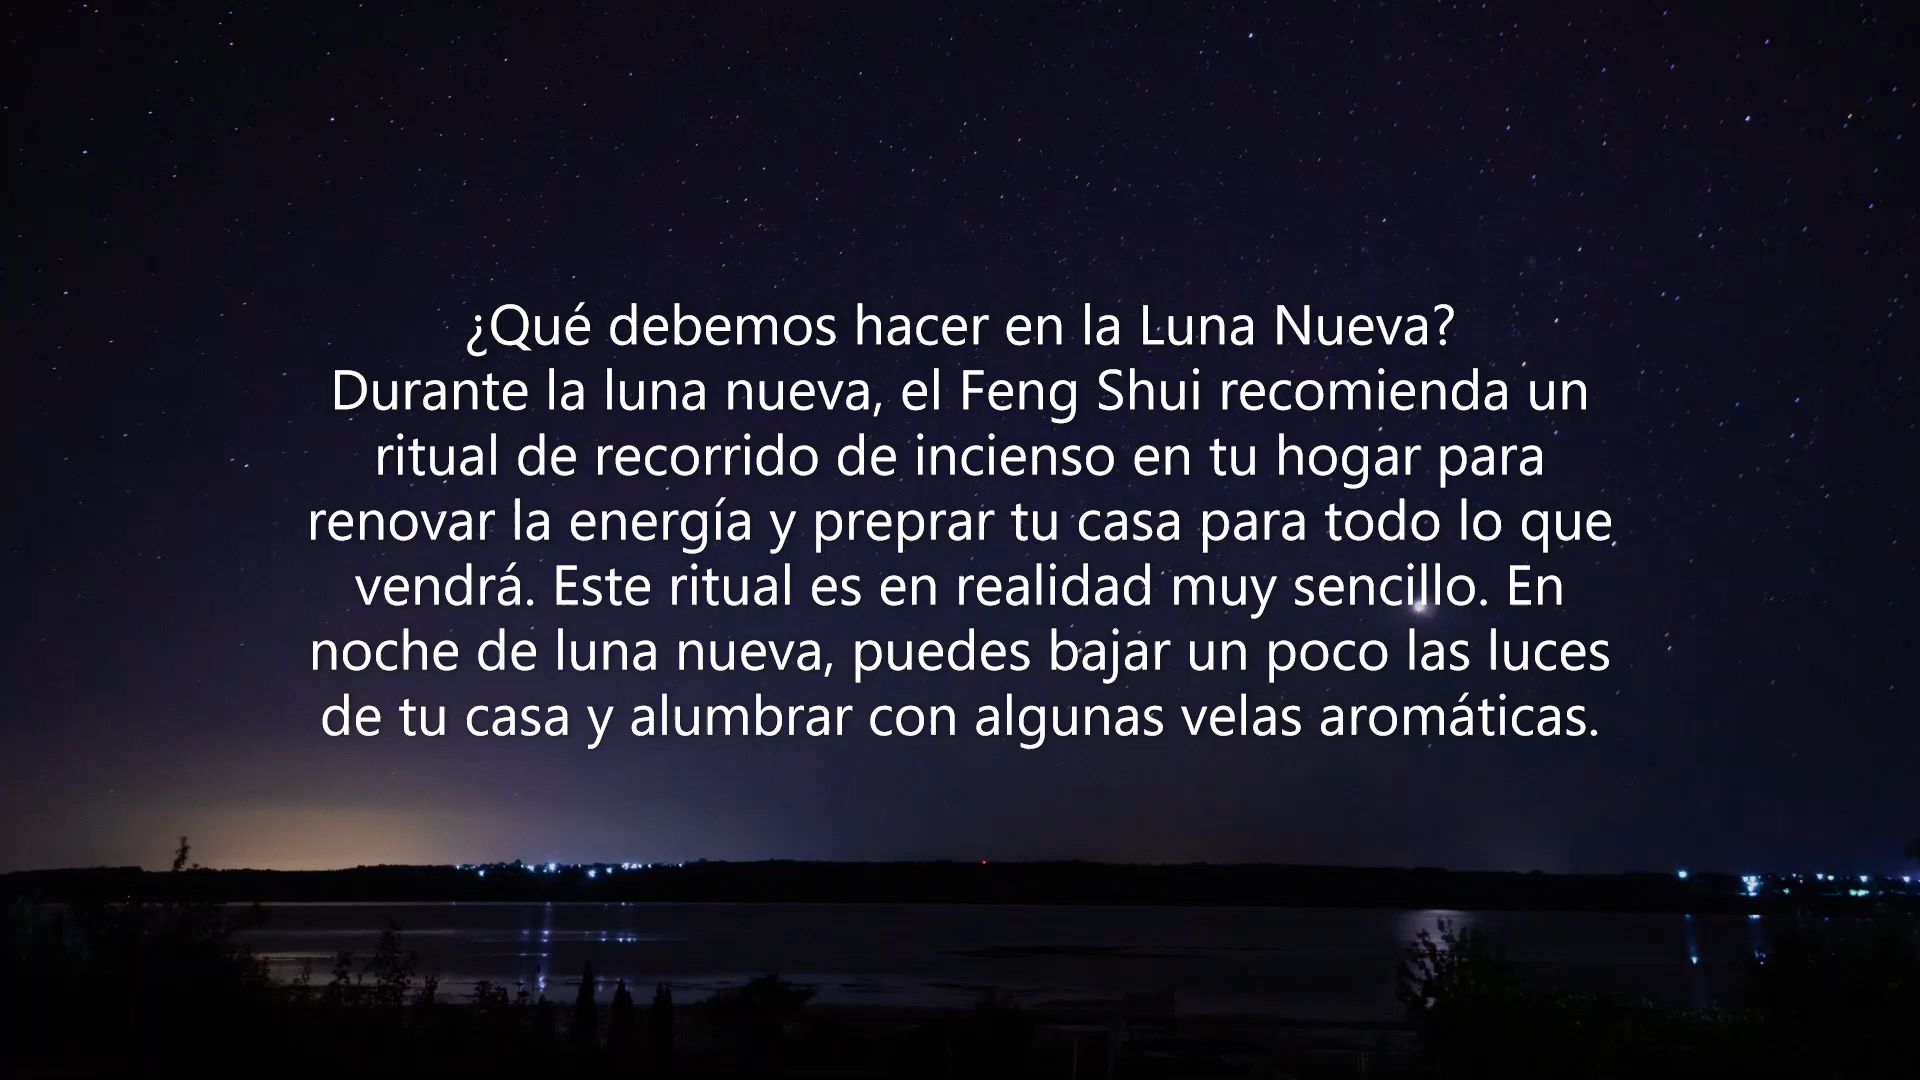 ¿Qué debemos hacer en la Luna Nueva?
Durante la luna nueva, el Feng Shui recomienda un
ritual de recorrido de incienso en tu hogar para
renovar la energía y preprar tu casa para todo lo que
vendrá. Este ritual es en realidad muy sencillo. En
noche de luna nueva, puedes bajar un poco las luces
de tu casa y alumbrar con algunas velas aromáticas.